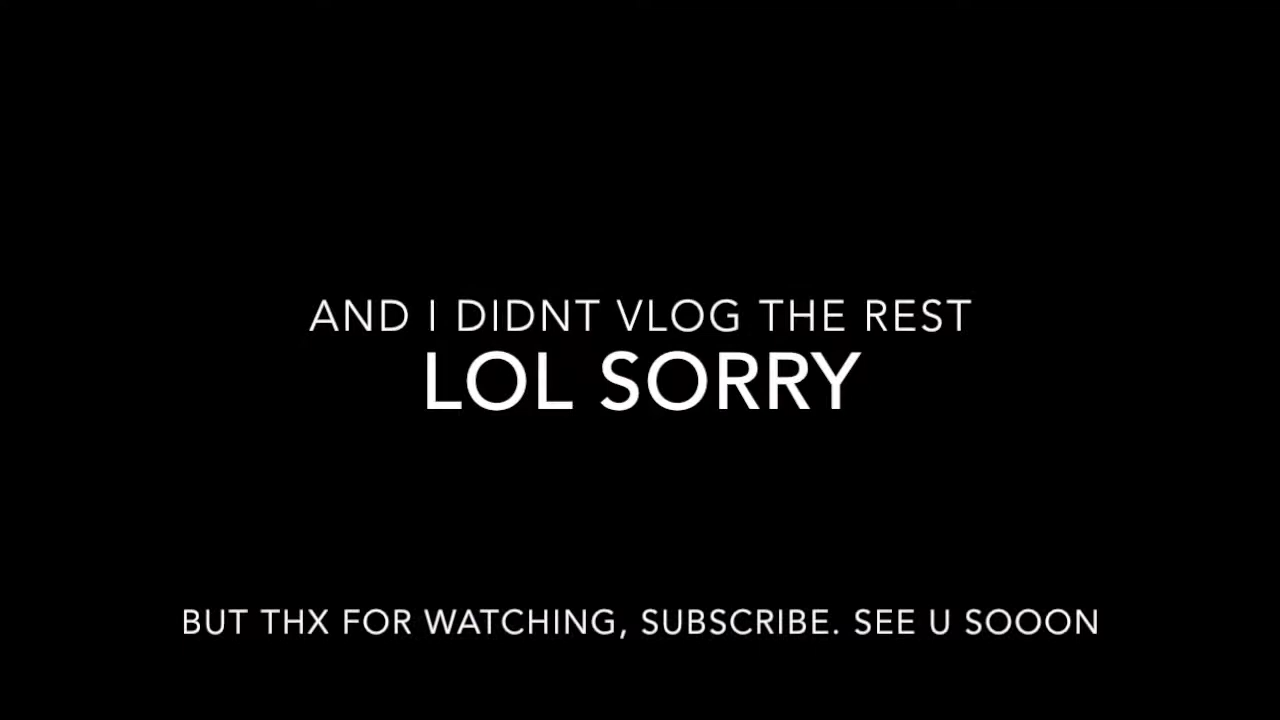 AND I DIDNT VLOG THE REST
LOL SORRY
BUT THX FOR WATCHING, SUBSCRIBE. SEE U SOOON